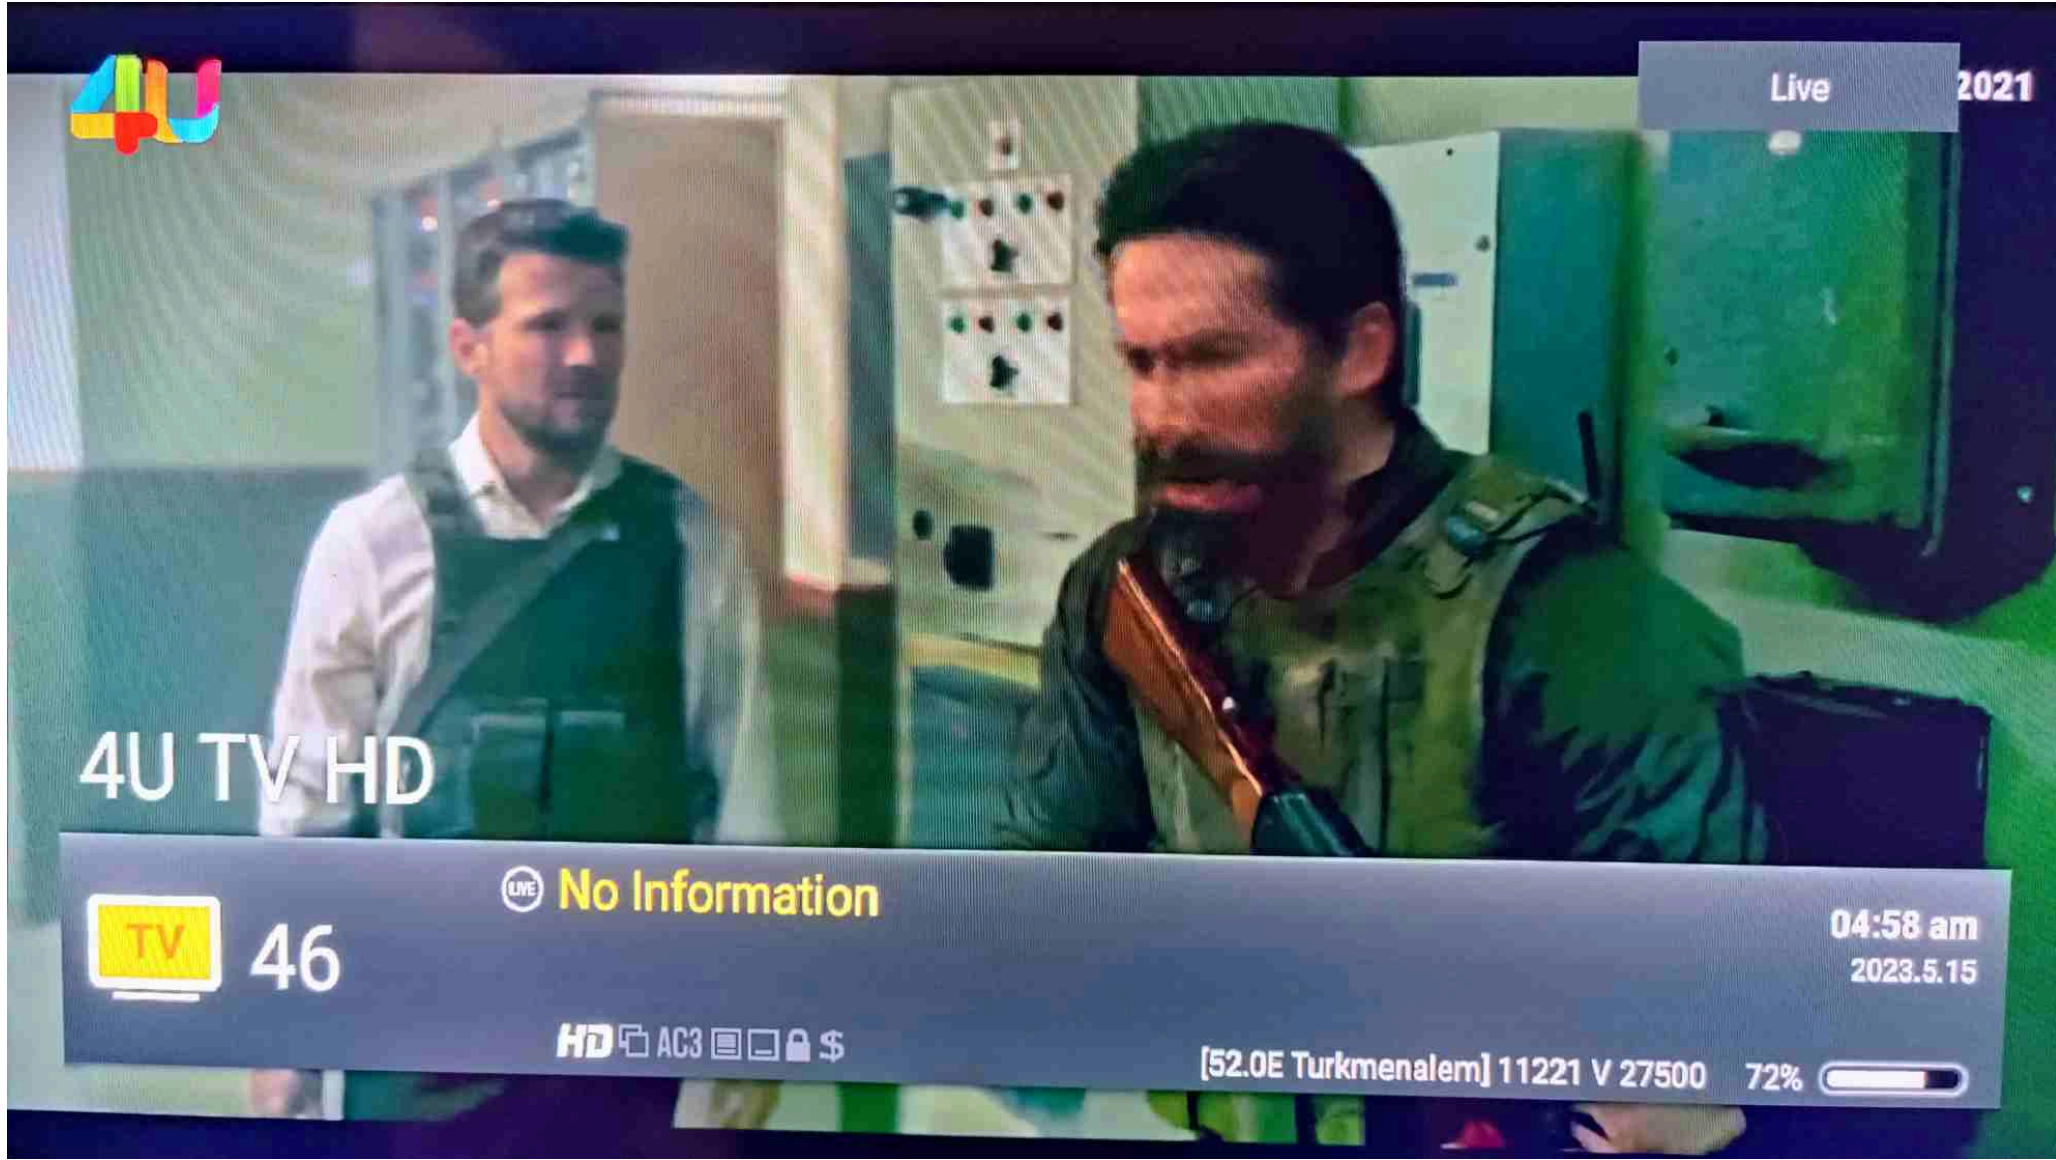 4U
Live
2021
4U TV HD
LIVE No Information
TV 46
04:58 am
2023.5.15
HD AC3 $
[52.0E Turkmenalem] 11221 V 27500 72%